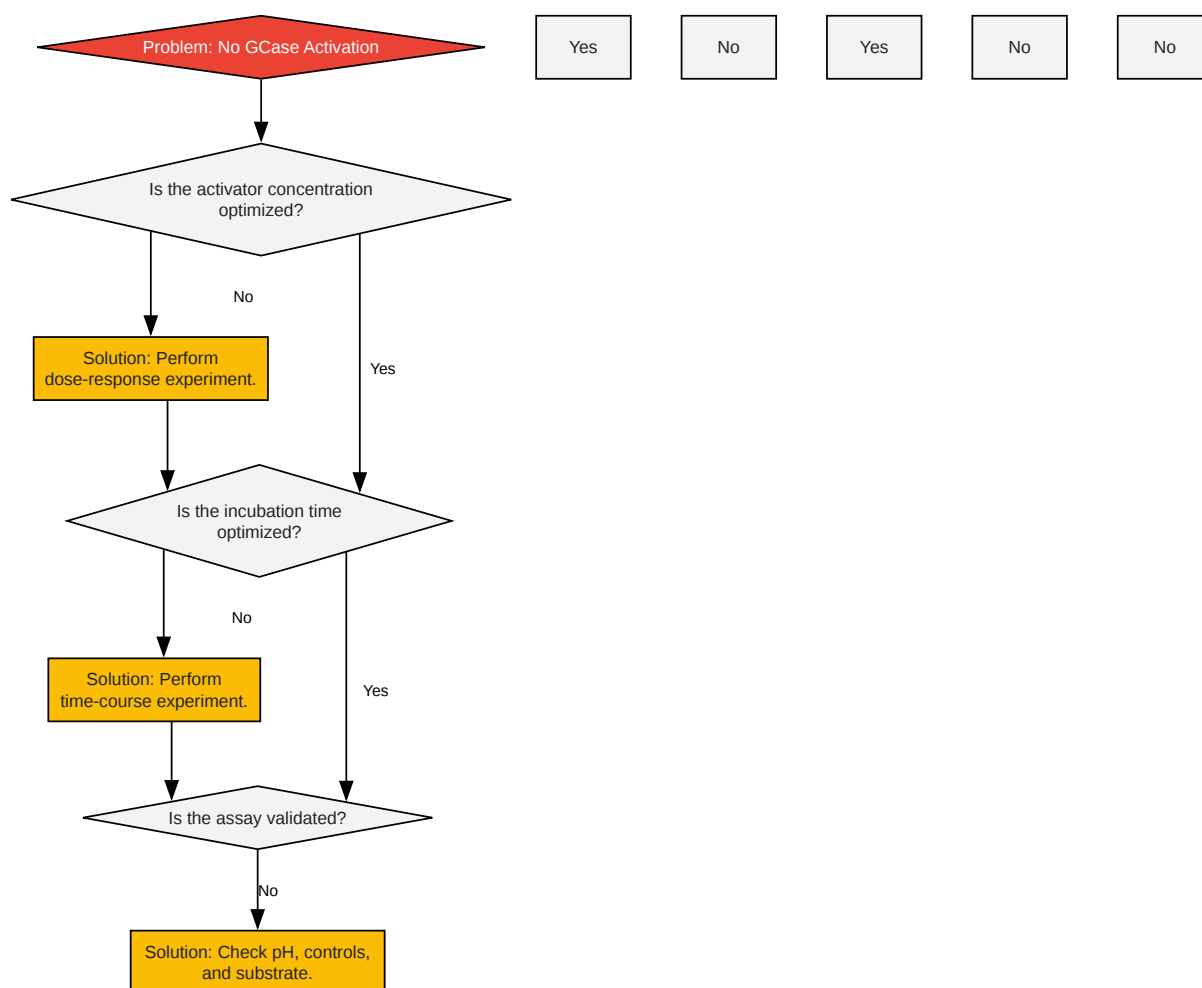 Problem: No GCase Activation
Yes
No
Yes
No
No
Is the activator concentration
optimized?
No
Solution: Perform
dose-response experiment.
Yes
Is the incubation time
optimized?
No
Solution: Perform
time-course experiment.
Yes
Is the assay validated?
No
Solution: Check pH, controls,
and substrate.